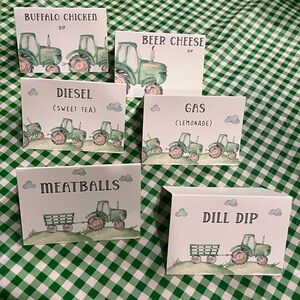 BUFFALO CHICKEN
DIP
BEER CHEESE
DIP
DIESEL
(SWEET TEA)
GAS
(LEMONADE)
MEATBALLS
DILL DIP